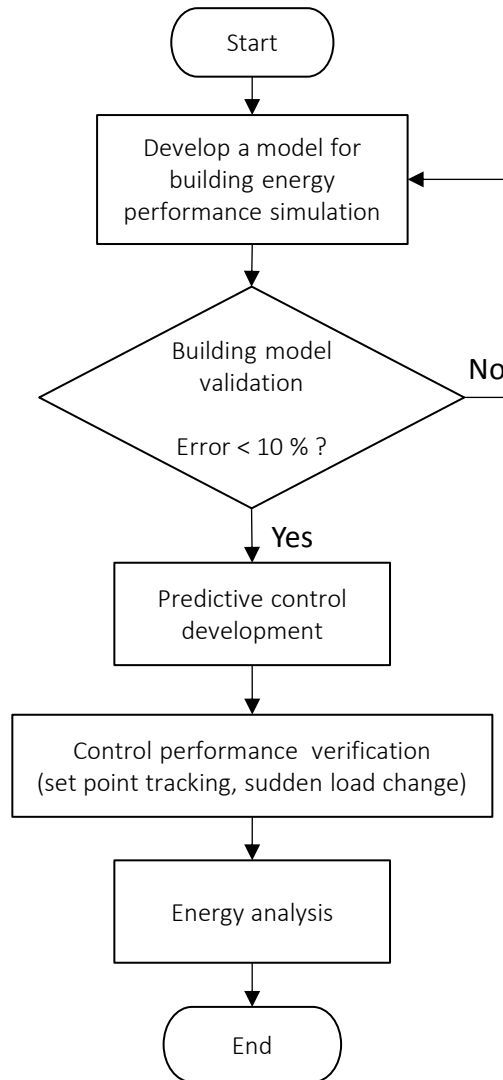 Start
Develop a model for
building energy
performance simulation
Building model
validation
Error < 10 % ?
No
Yes
Predictive control
development
Control performance verification
(set point tracking, sudden load change)
Energy analysis
End